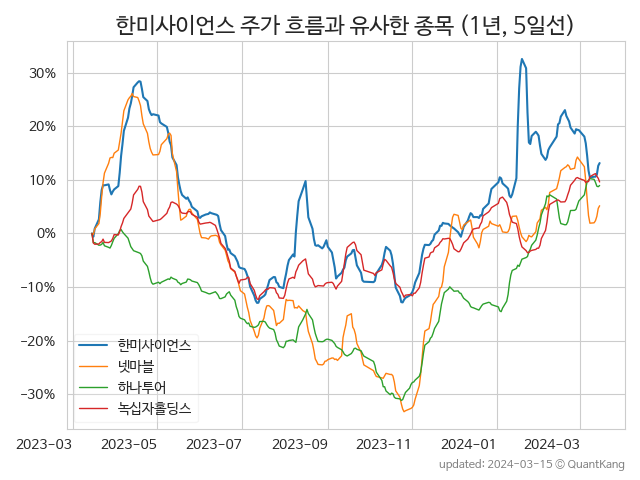 한미사이언스 주가 흐름과 유사한 종목 (1년, 5일선)
30%
20%
10%
0%
−10%
−20%
−30%
한미사이언스
넷마블
하나투어
녹십자홀딩스
2023-03
2023-05
2023-07
2023-09
2023-11
2024-01
2024-03
updated: 2024-03-15 © QuantKang